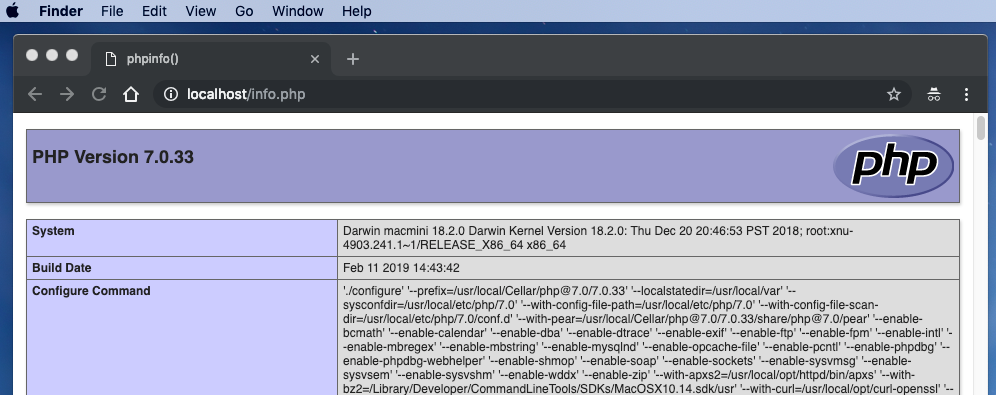 Finder File Edit View Go Window Help
phpinfo()
localhost/info.php
PHP Version 7.0.33
php
System
Darwin macmini 18.2.0 Darwin Kernel Version 18.2.0: Thu Dec 20 20:46:53 PST 2018; root:xnu-
4903.241.1~1/RELEASE_X86_64 x86_64
Build Date
Feb 11 2019 14:43:42
Configure Command
'./configure' '--prefix=/usr/local/Cellar/php@7.0/7.0.33' '--localstatedir=/usr/local/var' '--
sysconfdir=/usr/local/etc/php/7.0' '--with-config-file-path=/usr/local/etc/php/7.0' '--with-config-file-scan-
dir=/usr/local/etc/php/7.0/conf.d' '--with-pear=/usr/local/Cellar/php@7.0/7.0.33/share/php@7.0/pear' '--enable-
bcmath' '--enable-calendar' '--enable-dba' '--enable-dtrace' '--enable-exif' '--enable-ftp' '--enable-fpm' '--enable-intl' '-
-enable-mbregex' '--enable-mbstring' '--enable-mysqlnd' '--enable-opcache-file' '--enable-pcntl' '--enable-phpdbg' '--
enable-phpdbg-webhelper' '--enable-shmop' '--enable-soap' '--enable-sockets' '--enable-sysvmsg' '--enable-
sysvsem' '--enable-sysvshm' '--enable-wddx' '--enable-zip' '--with-apxs2=/usr/local/opt/httpd/bin/apxs' '--with-
bz2=/Library/Developer/CommandLineTools/SDKs/MacOSX10.14.sdk/usr' '--with-curl=/usr/local/opt/curl-openssl' '--